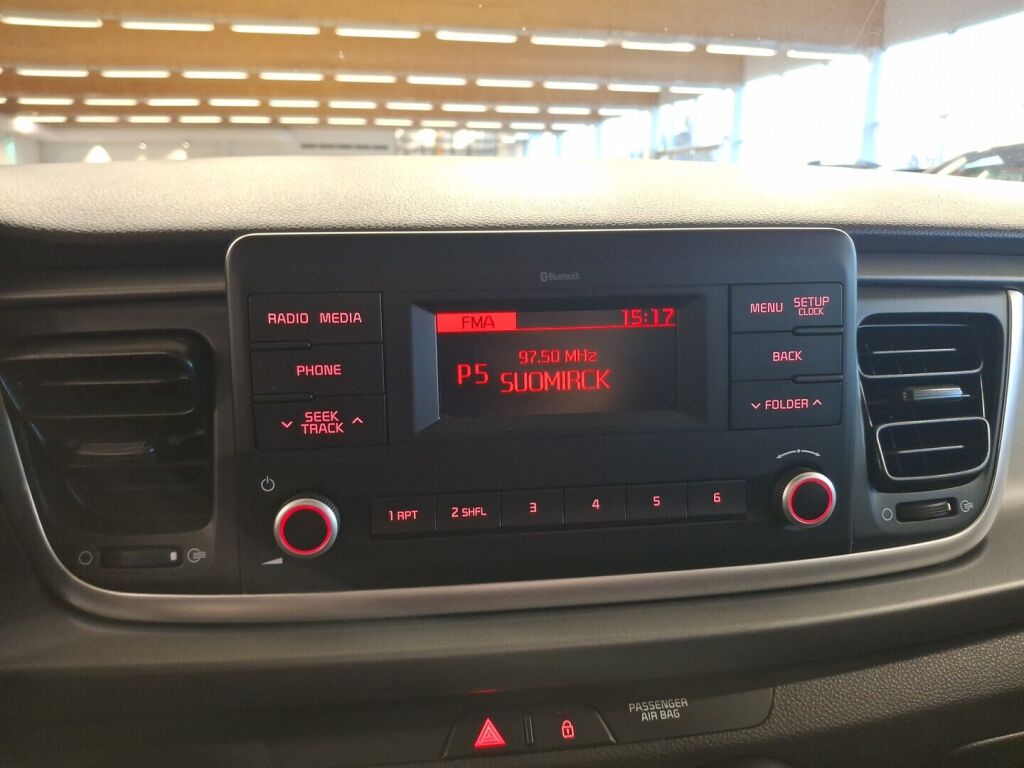 Bluetooth
RADIO MEDIA
PHONE
SEEK
TRACK
FMA 15:17
97.50 MHz
P5 SUOMIRCK
MENU SETUP
CLOCK
BACK
FOLDER
1 RPT 2 SHFL 3 4 5 6
PASSENGER
AIR BAG